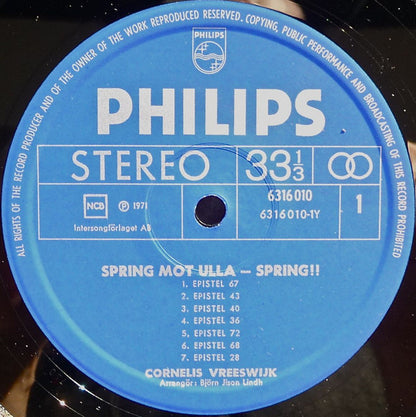 ALL RIGHTS OF THE RECORD PRODUCER AND OF THE OWNER OF THE WORK REPRODUCED RESERVED. COPYING, PUBLIC PERFORMANCE AND BROADCASTING OF THIS RECORD PROHIBITED
PHILIPS
PHILIPS
STEREO 33 1/3
NCB ℗ 1971 6316 010 1
Intersongförlaget AB 6316 010-1Y
SPRING MOT ULLA – SPRING!!
1. EPISTEL 67
2. EPISTEL 43
3. EPISTEL 40
4. EPISTEL 36
5. EPISTEL 72
6. EPISTEL 68
7. EPISTEL 28
CORNELIS VREESWIJK
Arrangör: Björn Jison Lindh